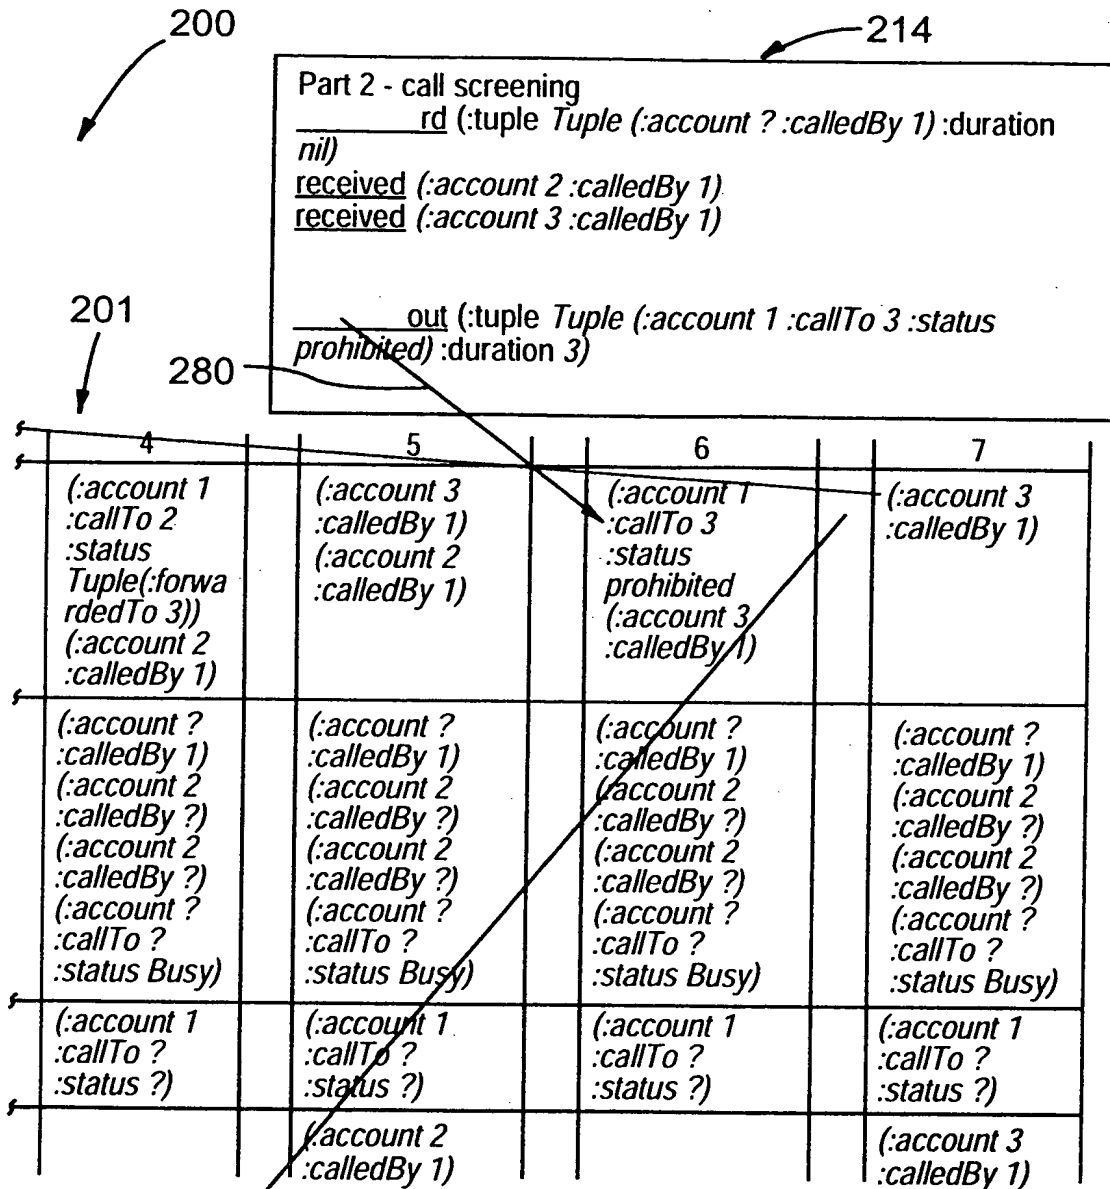 200
214
Part 2 - call screening
rd (:tuple Tuple (:account ? :calledBy 1) :duration
nil)
received (:account 2 :calledBy 1)
received (:account 3 :calledBy 1)
out (:tuple Tuple (:account 1 :callTo 3 :status
prohibited) :duration 3)
201
280
4
5
6
7
(:account 1
:callTo 2
:status
Tuple(:forwa
rdedTo 3))
(:account 2
:calledBy 1)
(:account 3
:calledBy 1)
(:account 2
:calledBy 1)
(:account 1
:callTo 3
:status
prohibited
(:account 3
:calledBy 1)
(:account 3
:calledBy 1)
(:account ?
:calledBy 1)
(:account 2
:calledBy ?)
(:account 2
:calledBy ?)
(:account ?
:callTo ?
:status Busy)
(:account ?
:calledBy 1)
(:account 2
:calledBy ?)
(:account 2
:calledBy ?)
(:account ?
:callTo ?
:status Busy)
(:account ?
:calledBy 1)
(:account 2
:calledBy ?)
(:account 2
:calledBy ?)
(:account ?
:callTo ?
:status Busy)
(:account ?
:calledBy 1)
(:account 2
:calledBy ?)
(:account 2
:calledBy ?)
(:account ?
:callTo ?
:status Busy)
(:account 1
:callTo ?
:status ?)
(:account 1
:callTo ?
:status ?)
(:account 1
:callTo ?
:status ?)
(:account 1
:callTo ?
:status ?)
(:account 2
:calledBy 1)
(:account 3
:calledBy 1)